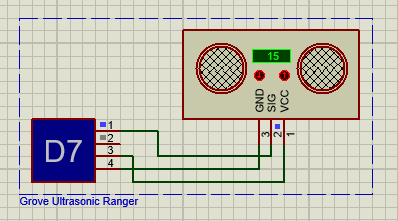 15
GND
SIG
VCC
3
2
1
D7
1
2
3
4
Grove Ultrasonic Ranger